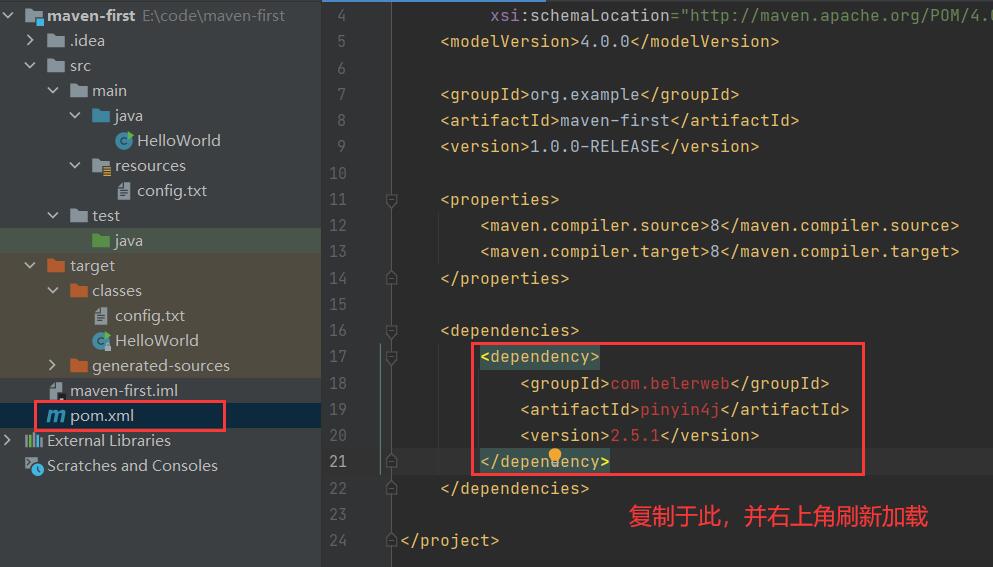 maven-first E:\code\maven-first
.idea
src
main
java
HelloWorld
resources
config.txt
test
java
target
classes
config.txt
HelloWorld
generated-sources
maven-first.iml
m pom.xml
External Libraries
Scratches and Consoles
4 xsi:schemaLocation="http://maven.apache.org/POM/4.
5 <modelVersion>4.0.0</modelVersion>
6
7 <groupId>org.example</groupId>
8 <artifactId>maven-first</artifactId>
9 <version>1.0.0-RELEASE</version>
10
11 <properties>
12 <maven.compiler.source>8</maven.compiler.source>
13 <maven.compiler.target>8</maven.compiler.target>
14 </properties>
15
16 <dependencies>
17 <dependency>
18 <groupId>com.belerweb</groupId>
19 <artifactId>pinyin4j</artifactId>
20 <version>2.5.1</version>
21 </dependency>
22 </dependencies>
23 复制于此，并右上角刷新加载
24 </project>